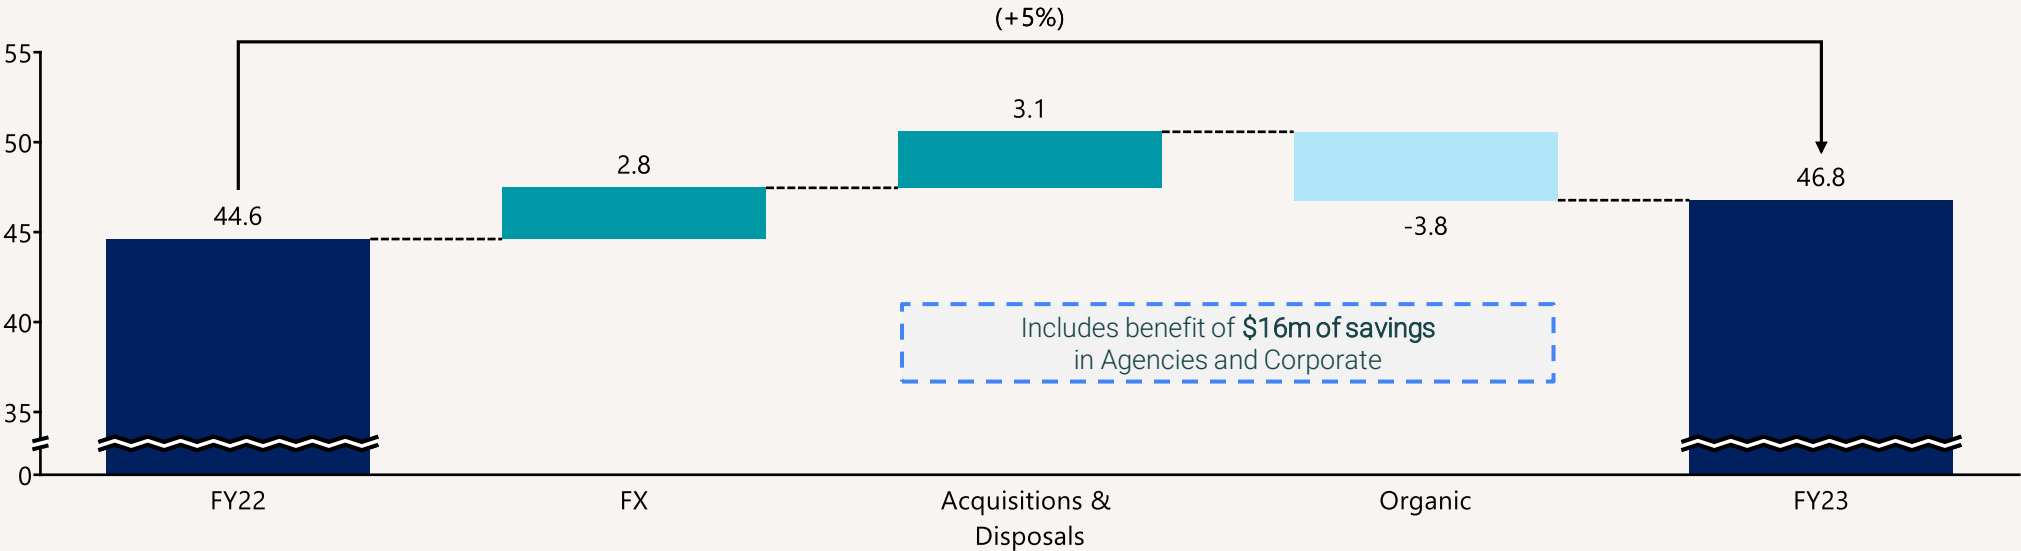 (+5%)
55
50
45
40
35
0
44.6
2.8
3.1
-3.8
46.8
Includes benefit of $16m of savings
in Agencies and Corporate
FY22
FX
Acquisitions &
Disposals
Organic
FY23